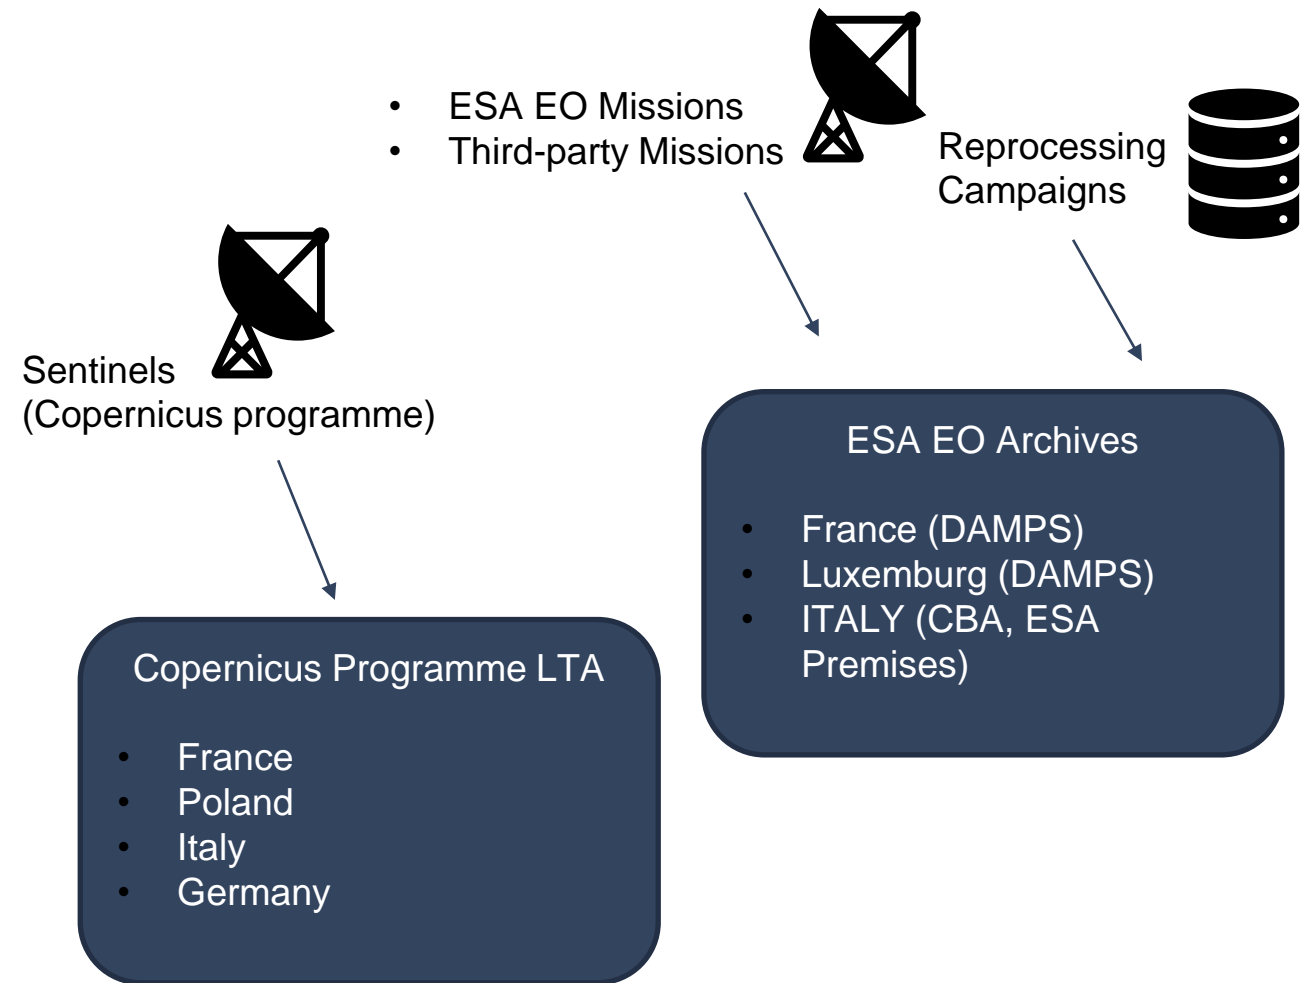 • ESA EO Missions
• Third-party Missions
Reprocessing
Campaigns
Sentinels
(Copernicus programme)
ESA EO Archives
• France (DAMPS)
• Luxemburg (DAMPS)
• ITALY (CBA, ESA
Premises)
Copernicus Programme LTA
• France
• Poland
• Italy
• Germany